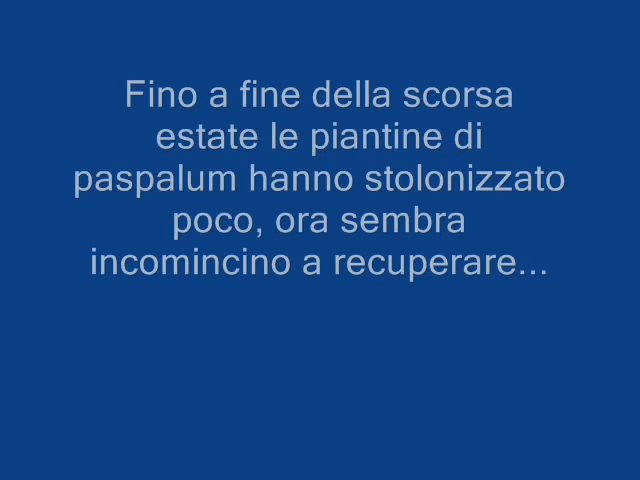 Fino a fine della scorsa
estate le piantine di
paspalum hanno stolonizzato
poco, ora sembra
incomincino a recuperare...